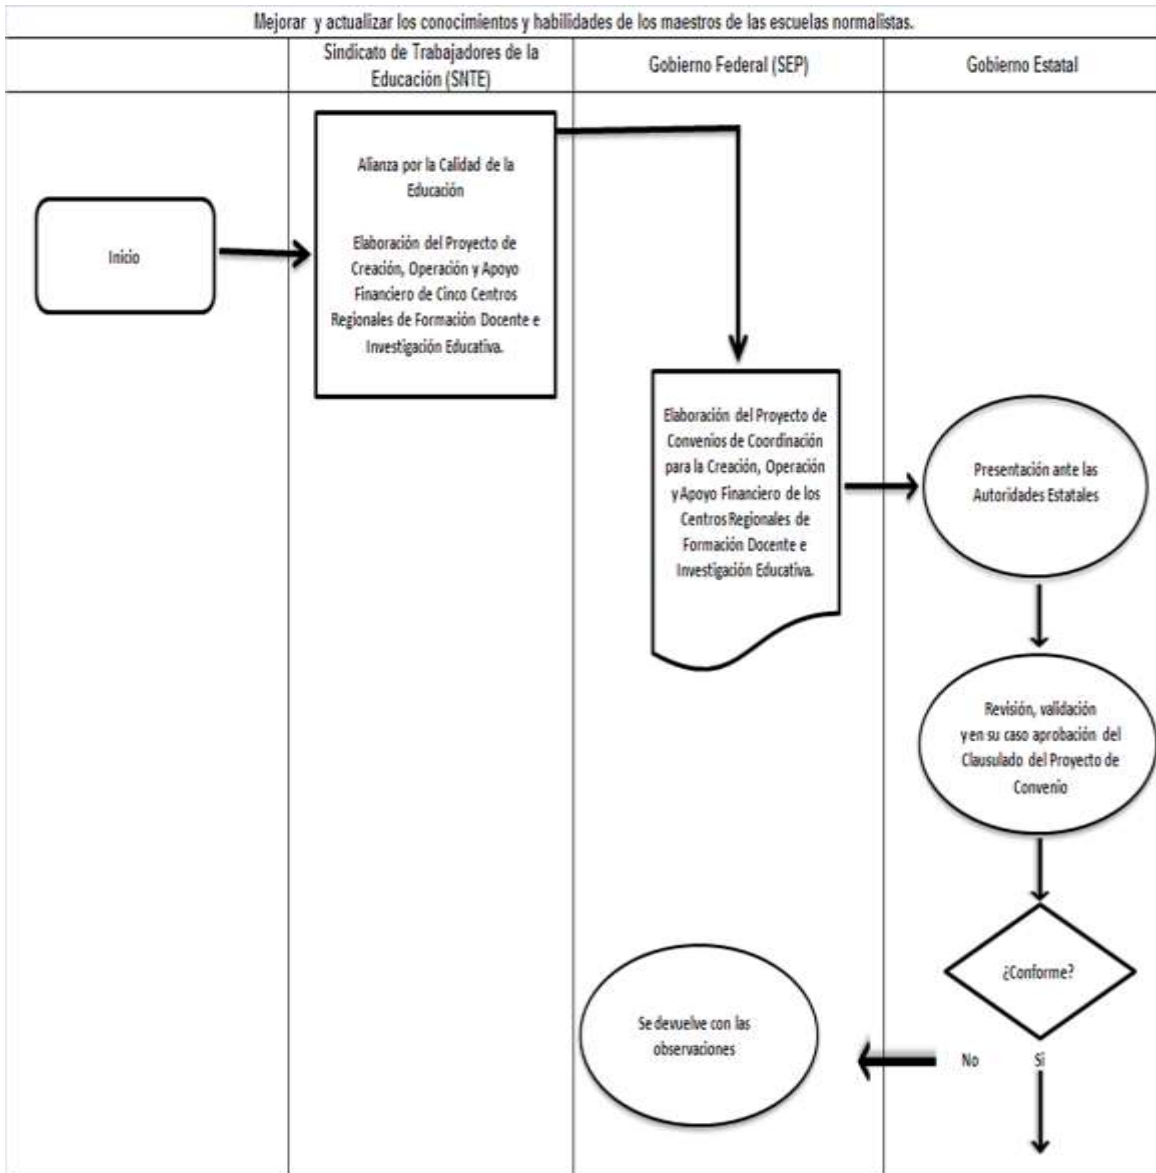 Mejorar y actualizar los conocimientos y habilidades de los maestros de las escuelas normalistas.
Sindicato de Trabajadores de la
Educación (SNTE)
Gobierno Federal (SEP)
Gobierno Estatal
Inicio
Alianza por la Calidad de la
Educación
Elaboración del Proyecto de
Creación, Operación y Apoyo
Financiero de Cinco Centros
Regionales de Formación Docente e
Investigación Educativa.
Elaboración del Proyecto de
Convenios de Coordinación
para la Creación, Operación
y Apoyo Financiero de los
Centros Regionales de
Formación Docente e
Investigación Educativa.
Presentación ante las
Autoridades Estatales
Revisión, validación
y en su caso aprobación del
Clausulado del Proyecto de
Convenio
¿Conforme?
Se devuelve con las
observaciones
No
Si